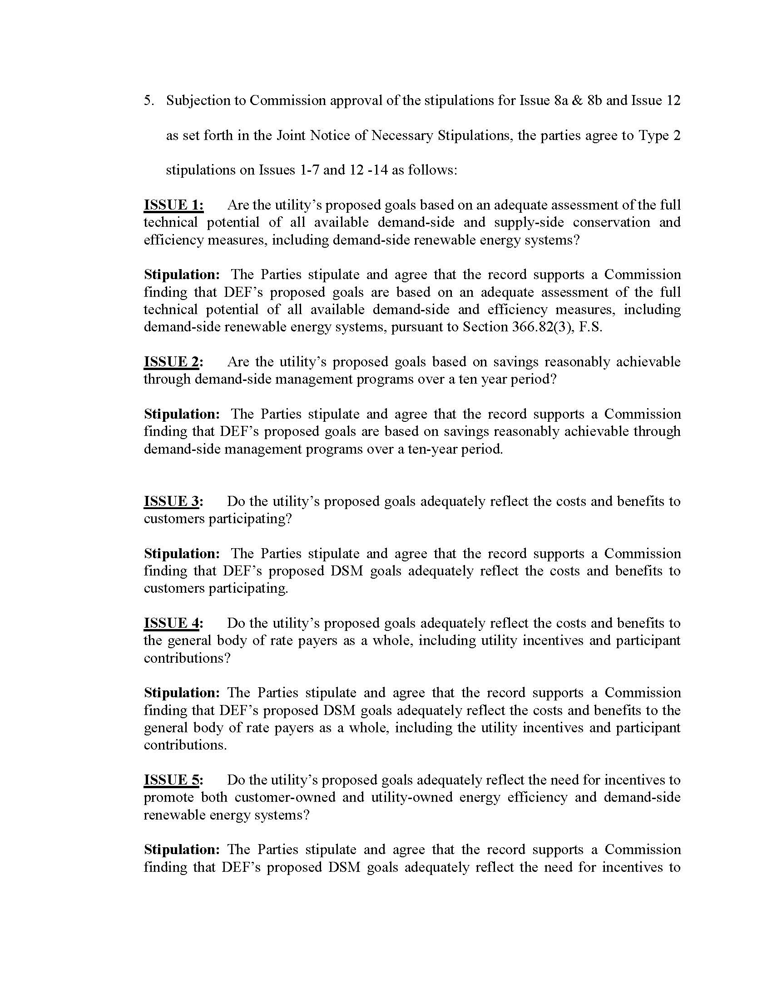 5. Subjection to Commission approval of the stipulations for Issue 8a & 8b and Issue 12
as set forth in the Joint Notice of Necessary Stipulations, the parties agree to Type 2
stipulations on Issues 1-7 and 12 -14 as follows:
ISSUE 1: Are the utility’s proposed goals based on an adequate assessment of the full
technical potential of all available demand-side and supply-side conservation and
efficiency measures, including demand-side renewable energy systems?
Stipulation: The Parties stipulate and agree that the record supports a Commission
finding that DEF’s proposed goals are based on an adequate assessment of the full
technical potential of all available demand-side and efficiency measures, including
demand-side renewable energy systems, pursuant to Section 366.82(3), F.S.
ISSUE 2: Are the utility’s proposed goals based on savings reasonably achievable
through demand-side management programs over a ten year period?
Stipulation: The Parties stipulate and agree that the record supports a Commission
finding that DEF’s proposed goals are based on savings reasonably achievable through
demand-side management programs over a ten-year period.
ISSUE 3: Do the utility’s proposed goals adequately reflect the costs and benefits to
customers participating?
Stipulation: The Parties stipulate and agree that the record supports a Commission
finding that DEF’s proposed DSM goals adequately reflect the costs and benefits to
customers participating.
ISSUE 4: Do the utility’s proposed goals adequately reflect the costs and benefits to
the general body of rate payers as a whole, including utility incentives and participant
contributions?
Stipulation: The Parties stipulate and agree that the record supports a Commission
finding that DEF’s proposed DSM goals adequately reflect the costs and benefits to the
general body of rate payers as a whole, including the utility incentives and participant
contributions.
ISSUE 5: Do the utility’s proposed goals adequately reflect the need for incentives to
promote both customer-owned and utility-owned energy efficiency and demand-side
renewable energy systems?
Stipulation: The Parties stipulate and agree that the record supports a Commission
finding that DEF’s proposed DSM goals adequately reflect the need for incentives to